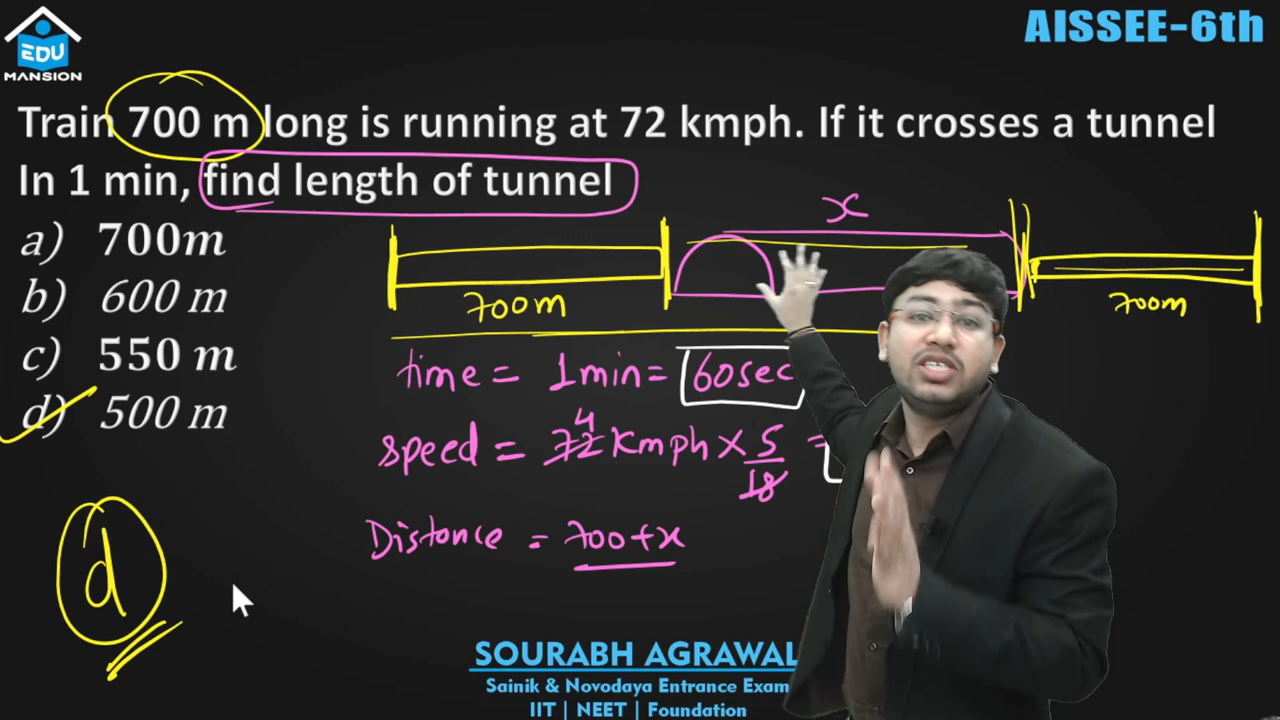 EDU
MANSION
AISSEE-6th
Train 700 m long is running at 72 kmph. If it crosses a tunnel
In 1 min, find length of tunnel
a) 700m
b) 600 m
c) 550 m
d) 500 m
x
700m
700m
time = 1min = 60sec
4
speed = 72 kmph × 5/18 =
Distance = 700+x
d
SOURABH AGRAWAL
Sainik & Novodaya Entrance Exam
IIT | NEET | Foundation